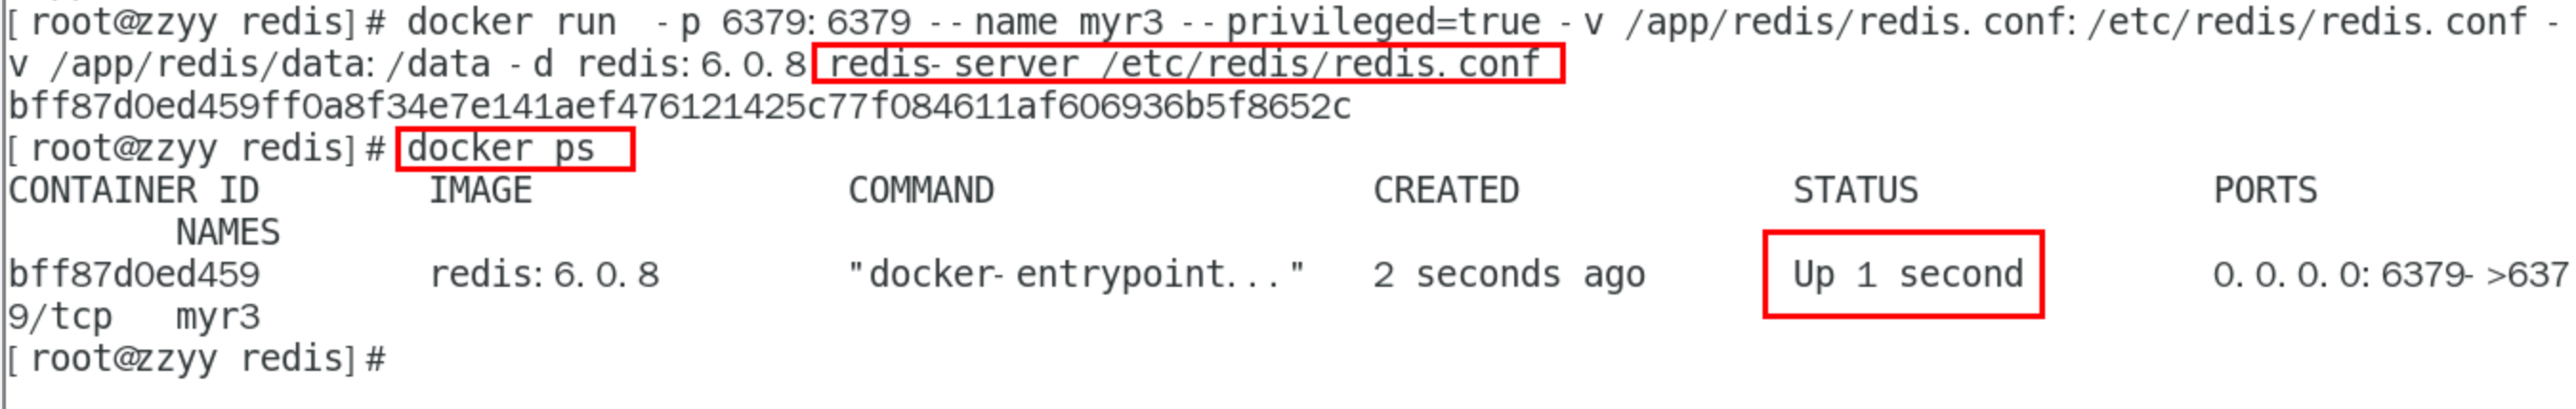 [root@zzyy redis]# docker run  -p 6379:6379 --name myr3 --privileged=true -v /app/redis/redis.conf:/etc/redis/redis.conf -
v /app/redis/data:/data -d redis:6.0.8 redis-server /etc/redis/redis.conf
bff87d0ed459ff0a8f34e7e141aef476121425c77f084611af606936b5f8652c
[root@zzyy redis]# docker ps
CONTAINER ID        IMAGE               COMMAND                  CREATED             STATUS              PORTS
        NAMES
bff87d0ed459        redis:6.0.8         "docker-entrypoint..."   2 seconds ago       Up 1 second         0.0.0.0:6379->637
9/tcp   myr3
[root@zzyy redis]#